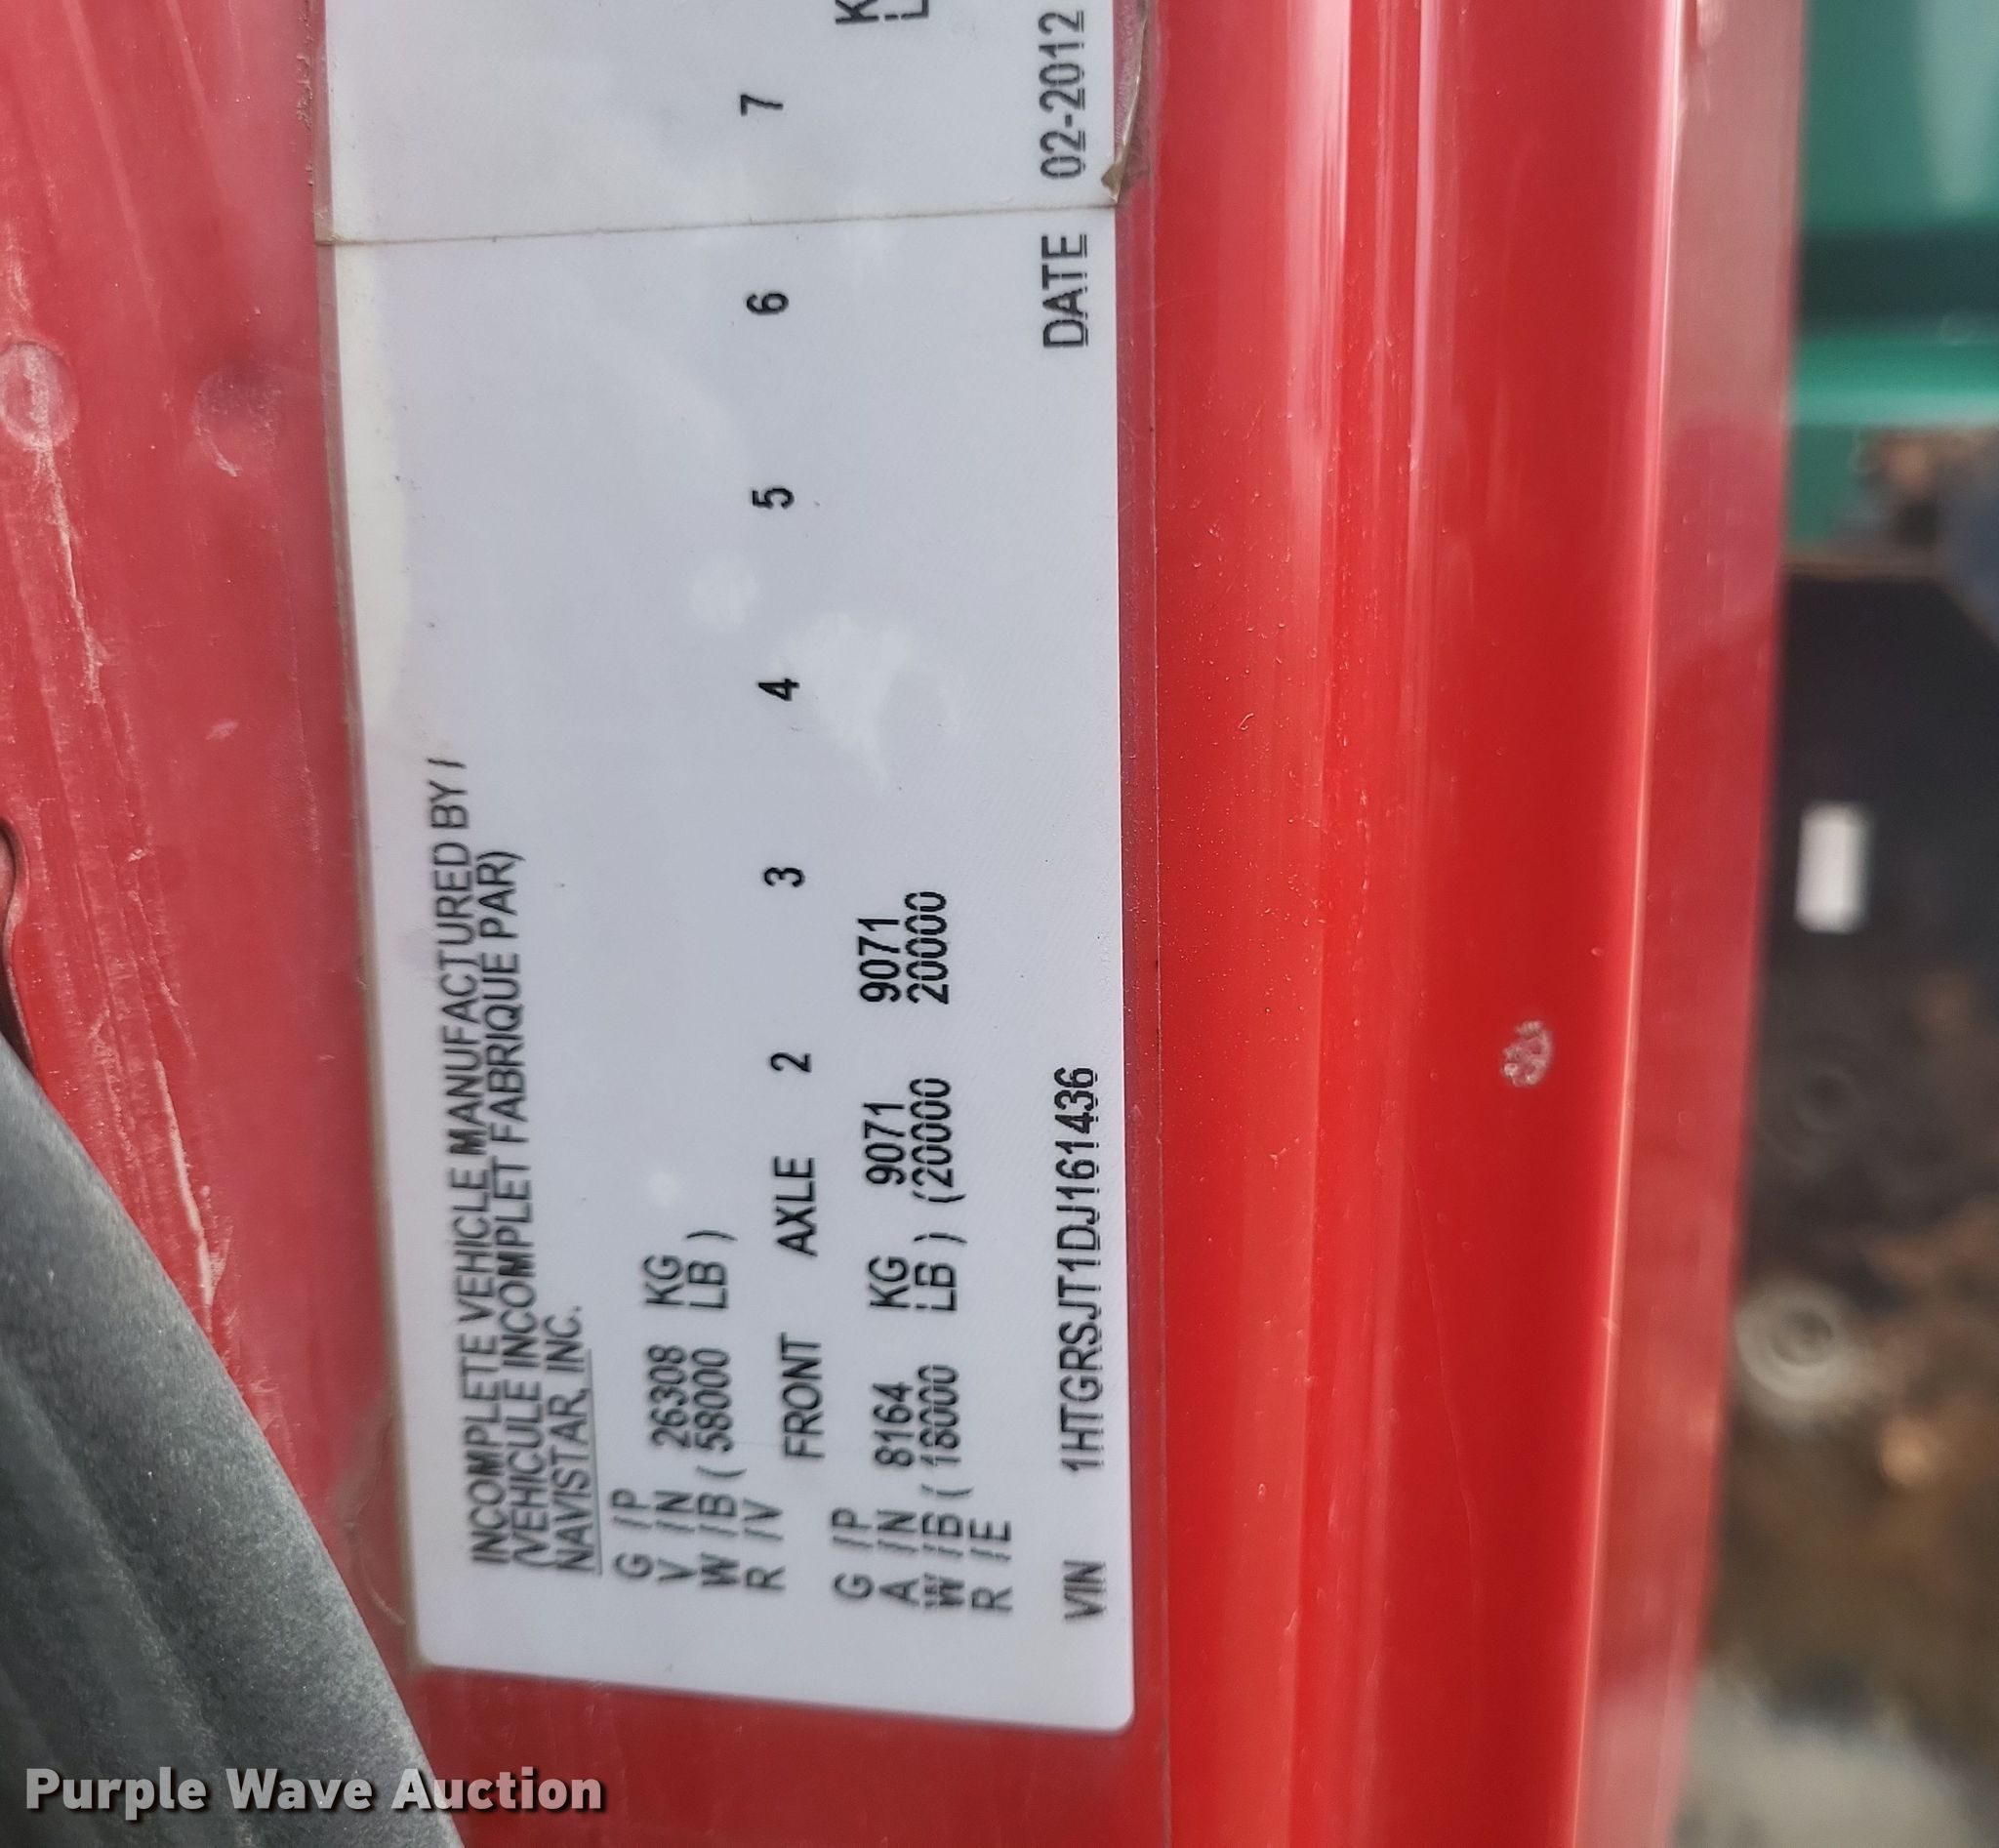 INCOMPLETE VEHICLE MANUFACTURED BY /
(VEHICULE INCOMPLET FABRIQUE PAR)
NAVISTAR, INC.
G /P
V /IN 26308 KG
W /B ( 58000 LB )
R /V
FRONT AXLE 2 3 4 5 6 7
G /P
A /IN 8164 KG 9071 9071
W /B ( 18000 LB ) (20000 20000
R /E
VIN 1HTGRSJT1DJ161436 DATE 02-2012
Purple Wave Auction